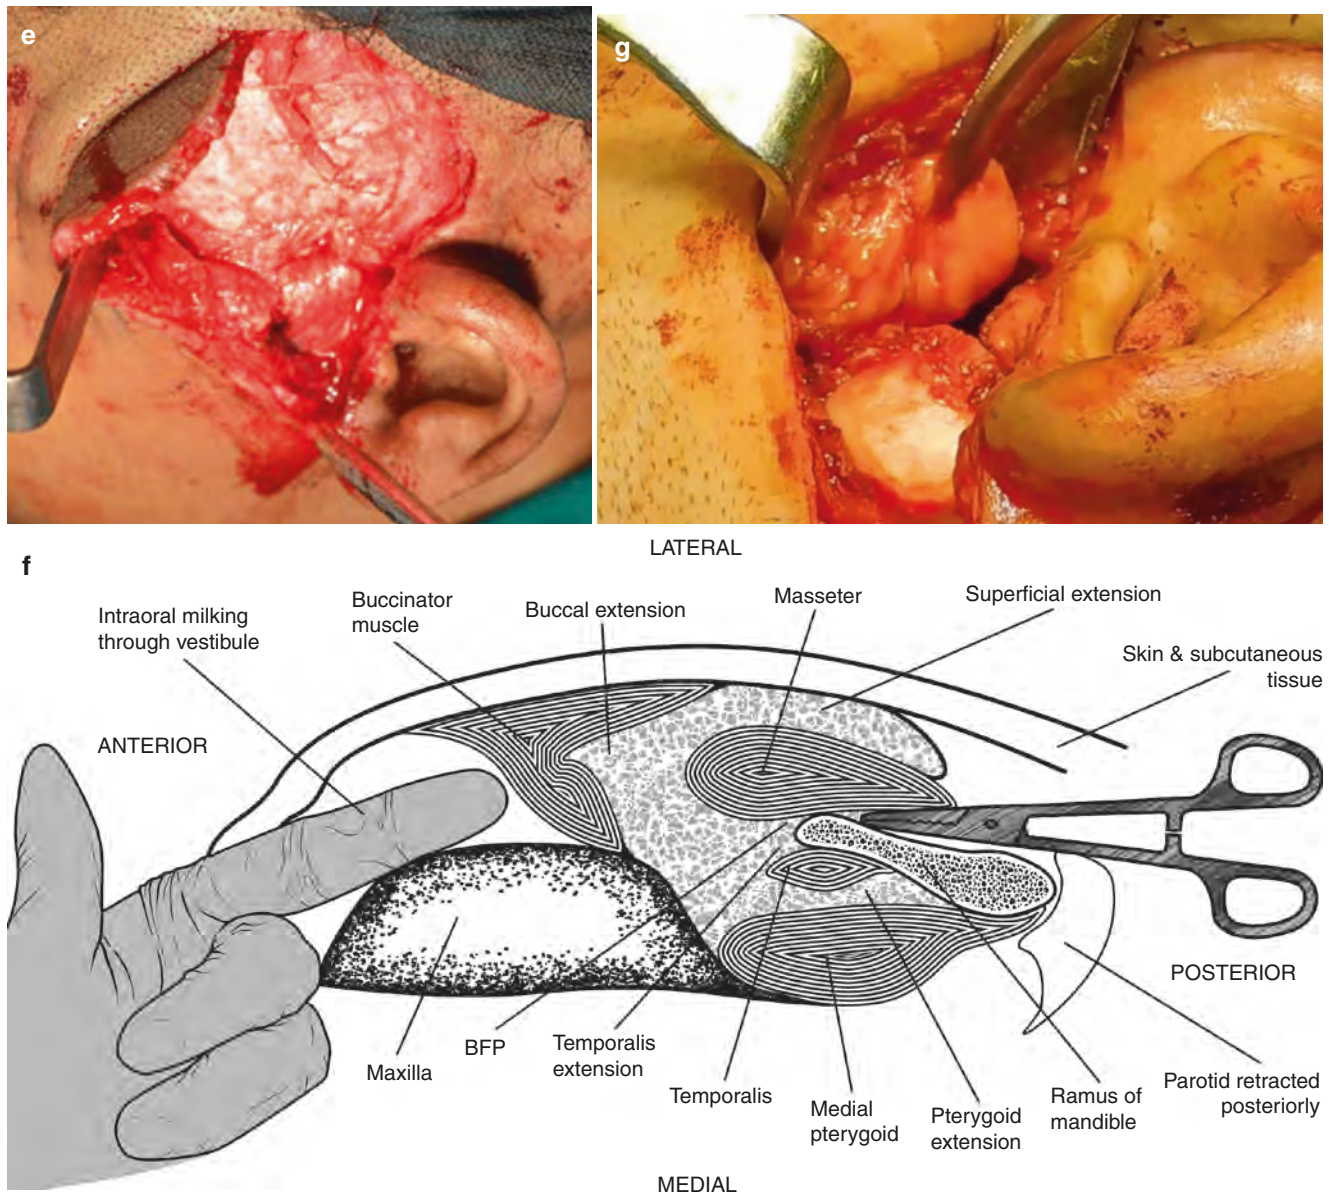 e
g
LATERAL
f
Intraoral milking
through vestibule
Buccinator
muscle
Buccal extension
Masseter
Superficial extension
Skin & subcutaneous
tissue
ANTERIOR
POSTERIOR
Maxilla
BFP
Temporalis
extension
Temporalis
Medial
pterygoid
Pterygoid
extension
Ramus of
mandible
Parotid retracted
posteriorly
MEDIAL